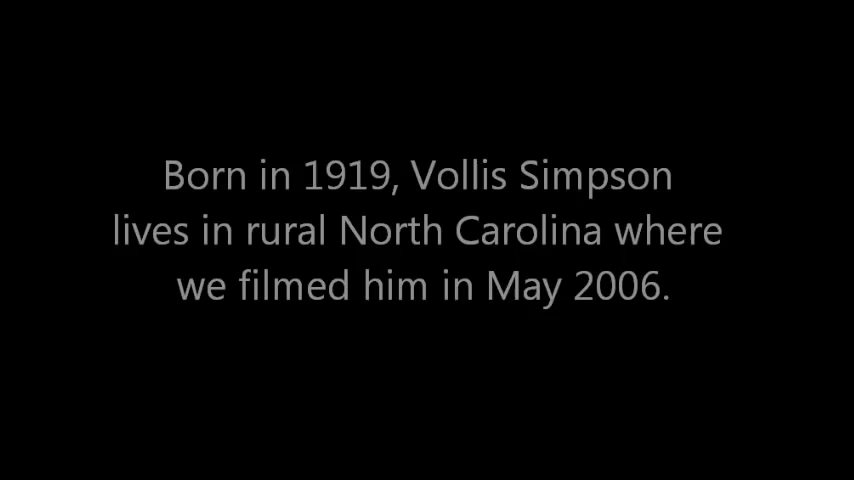 Born in 1919, Vollis Simpson
lives in rural North Carolina where
we filmed him in May 2006.